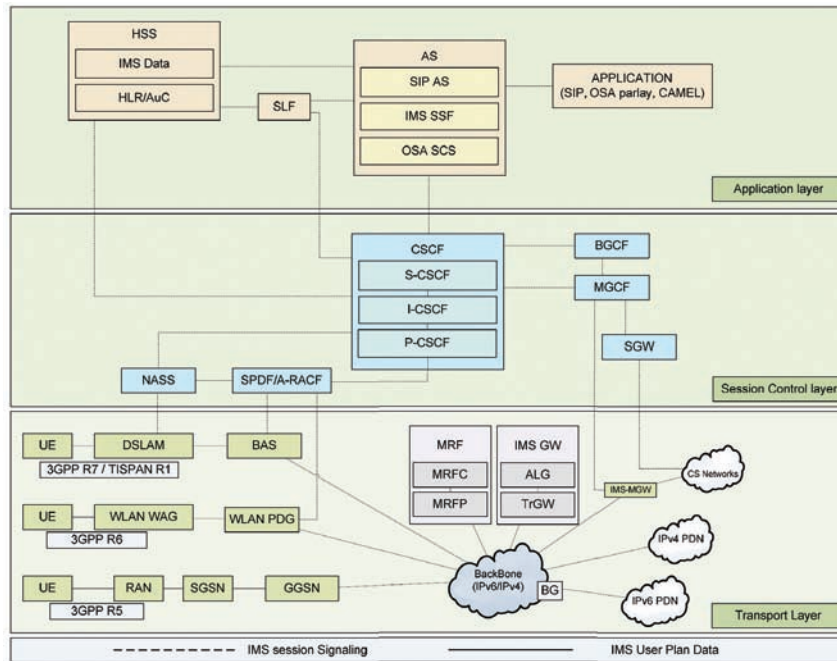 HSS
IMS Data
HLR/AuC
SLF
AS
SIP AS
IMS SSF
OSA SCS
APPLICATION
(SIP, OSA parlay, CAMEL)
Application layer
CSCF
S-CSCF
I-CSCF
P-CSCF
BGCF
MGCF
SGW
NASS
SPDF/A-RACF
Session Control layer
UE
DSLAM
BAS
3GPP R7 / TISPAN R1
UE
WLAN WAG
WLAN PDG
3GPP R6
UE
RAN
SGSN
GGSN
3GPP R5
MRF
MRFC
MRFP
IMS GW
ALG
TrGW
IMS-MGW
CS Networks
BackBone
(IPv6/IPv4)
BG
IPv4 PDN
IPv6 PDN
Transport Layer
IMS session Signaling
IMS User Plan Data